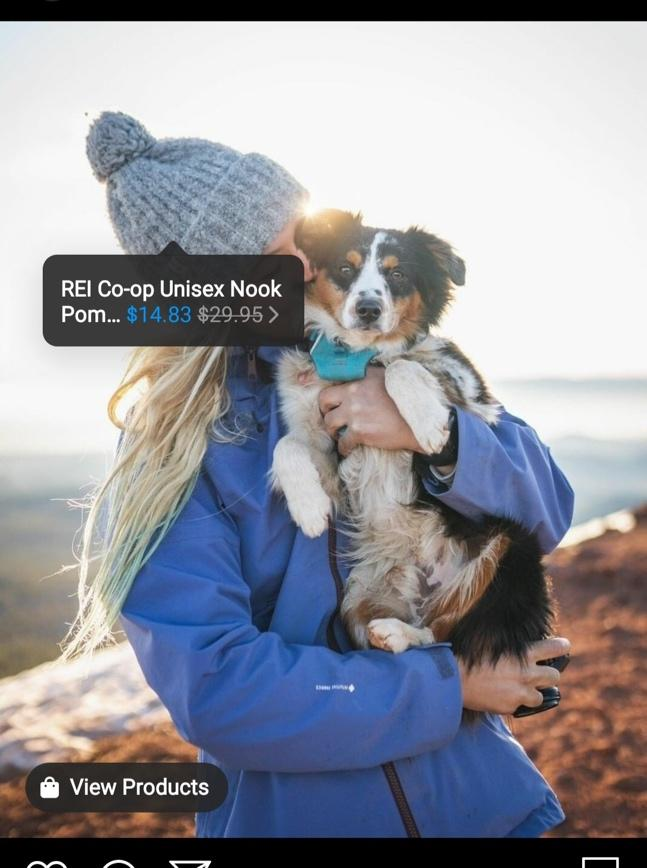 REI Co-op Unisex Nook
Pom... $14.83 $29.95
View Products